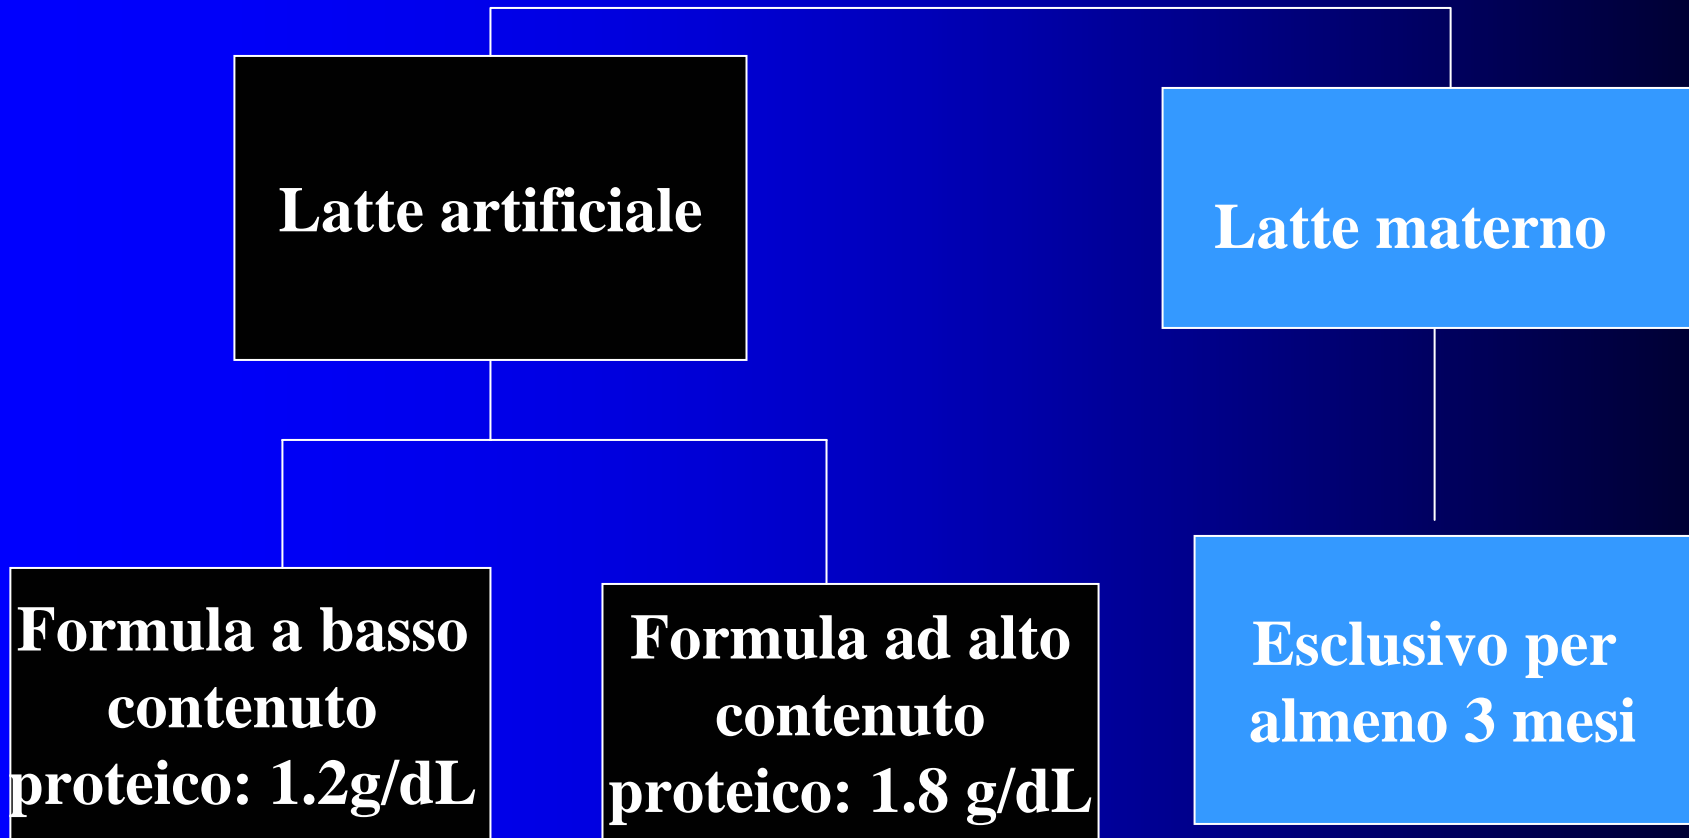 Latte artificiale
Latte materno
Formula a basso
contenuto
proteico: 1.2g/dL
Formula ad alto
contenuto
proteico: 1.8 g/dL
Esclusivo per
almeno 3 mesi